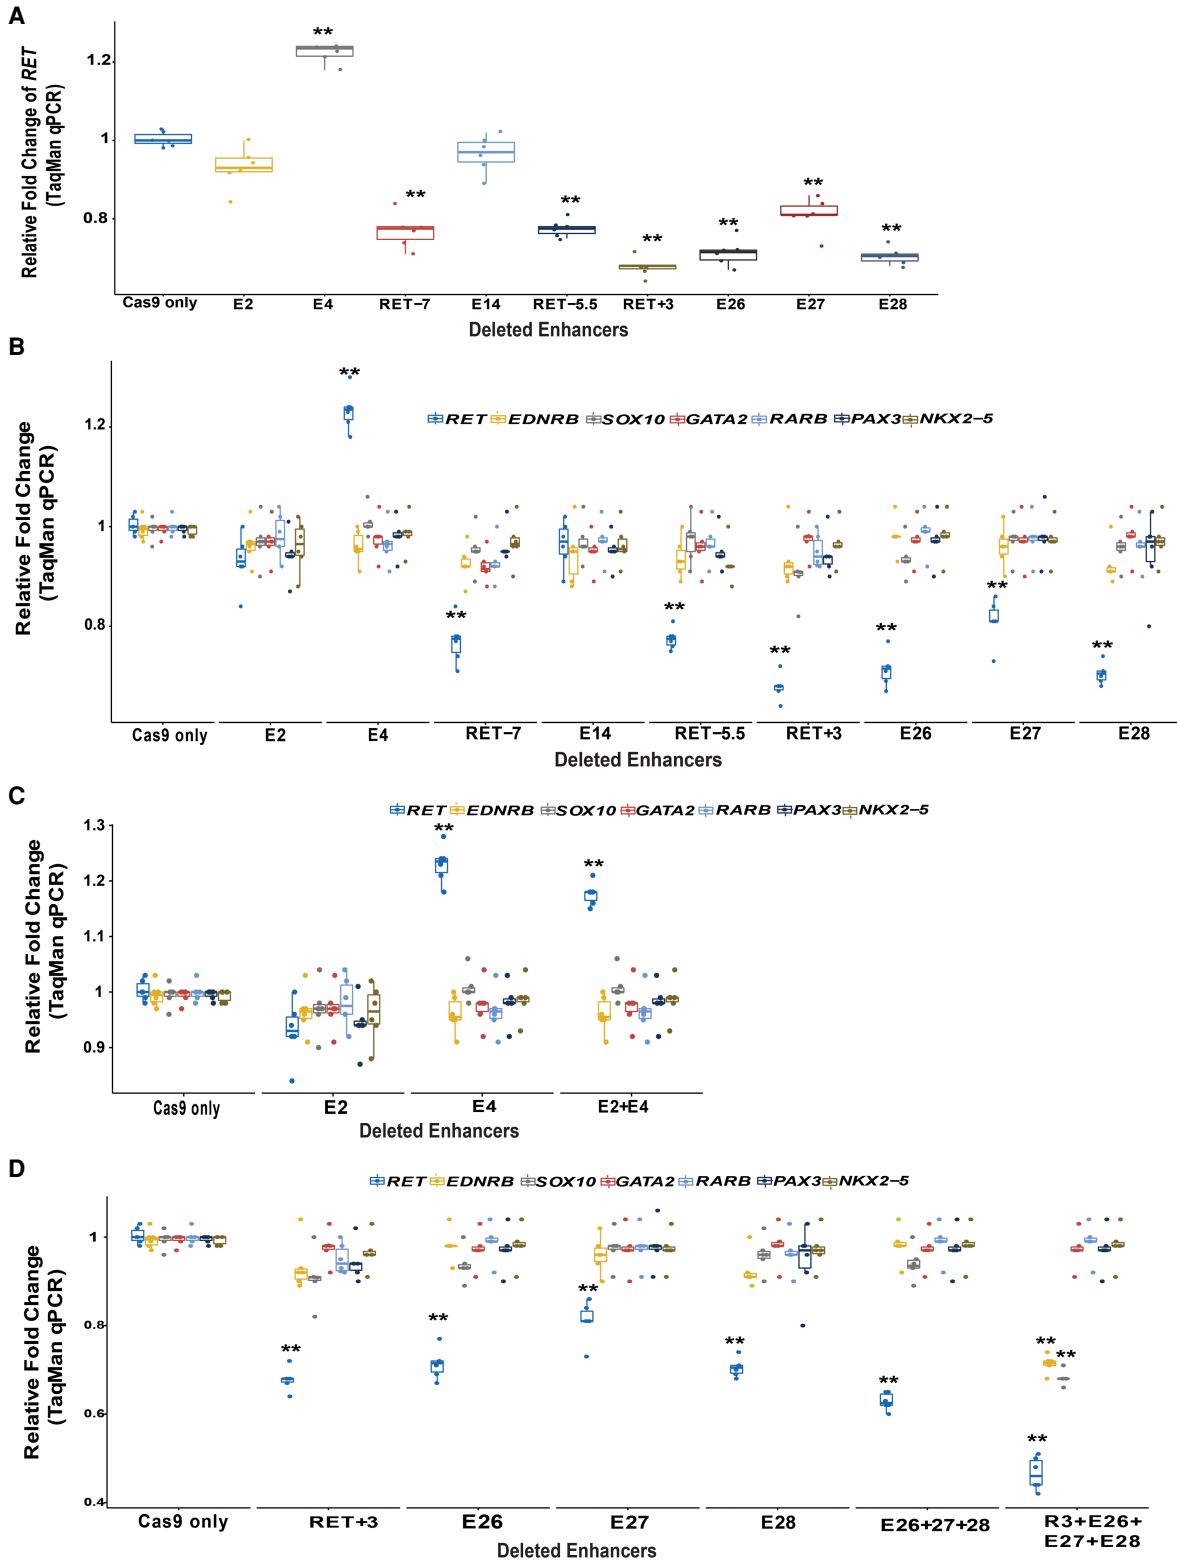 A
Relative Fold Change of RET
(TaqMan qPCR)
1.2
1
0.8
**
**
**
**
**
**
**
Cas9 only E2 E4 RET−7 E14 RET−5.5 RET+3 E26 E27 E28
Deleted Enhancers
B
Relative Fold Change
(TaqMan qPCR)
1.2
1
0.8
RET EDNRB SOX10 GATA2 RARB PAX3 NKX2−5
**
**
**
**
**
**
**
Cas9 only E2 E4 RET−7 E14 RET−5.5 RET+3 E26 E27 E28
Deleted Enhancers
C
Relative Fold Change
(TaqMan qPCR)
1.3
1.2
1.1
1
0.9
RET EDNRB SOX10 GATA2 RARB PAX3 NKX2−5
**
**
Cas9 only E2 E4 E2+E4
Deleted Enhancers
D
Relative Fold Change
(TaqMan qPCR)
1
0.8
0.6
0.4
RET EDNRB SOX10 GATA2 RARB PAX3 NKX2−5
**
**
**
**
**
**
**
**
Cas9 only RET+3 E26 E27 E28 E26+27+28 R3+E26+
E27+E28
Deleted Enhancers